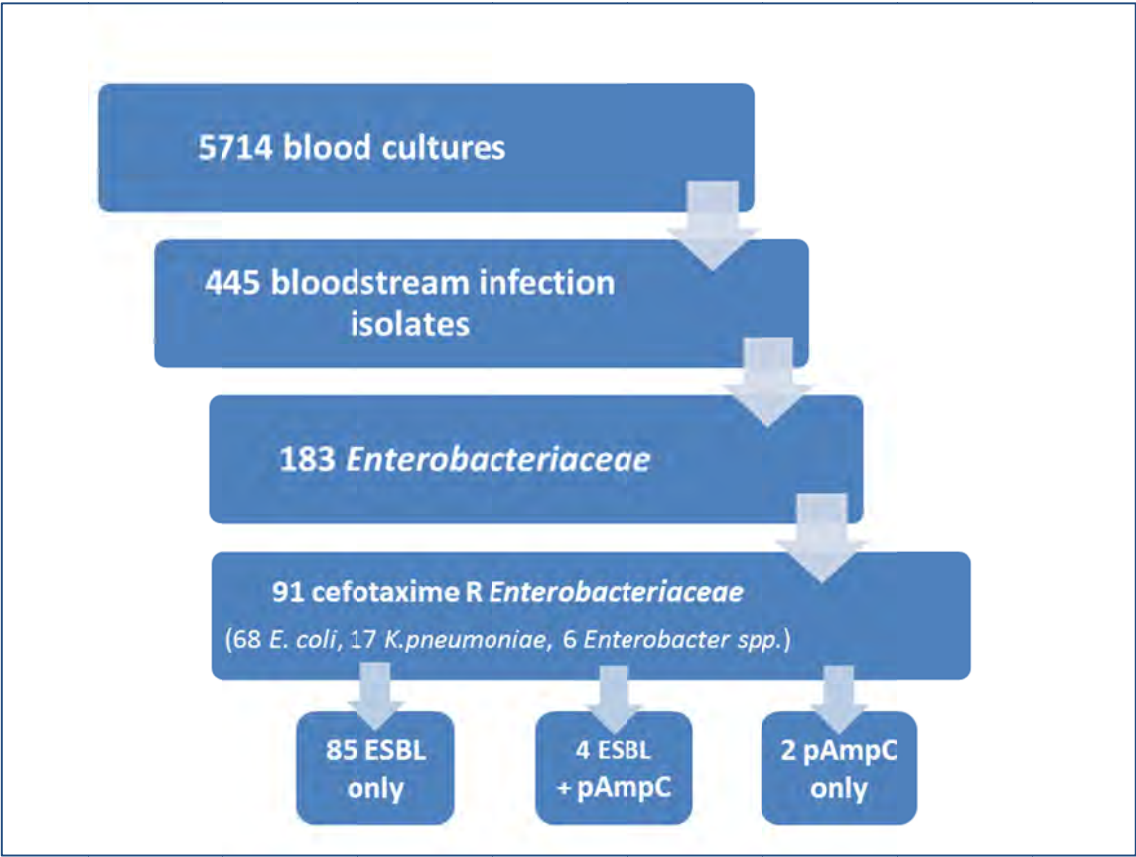 5714 blood cultures
445 bloodstream infection
isolates
183 Enterobacteriaceae
91 cefotaxime R Enterobacteriaceae
(68 E. coli, 17 K.pneumoniae, 6 Enterobacter spp.)
85 ESBL
only
4 ESBL
+ pAmpC
2 pAmpC
only